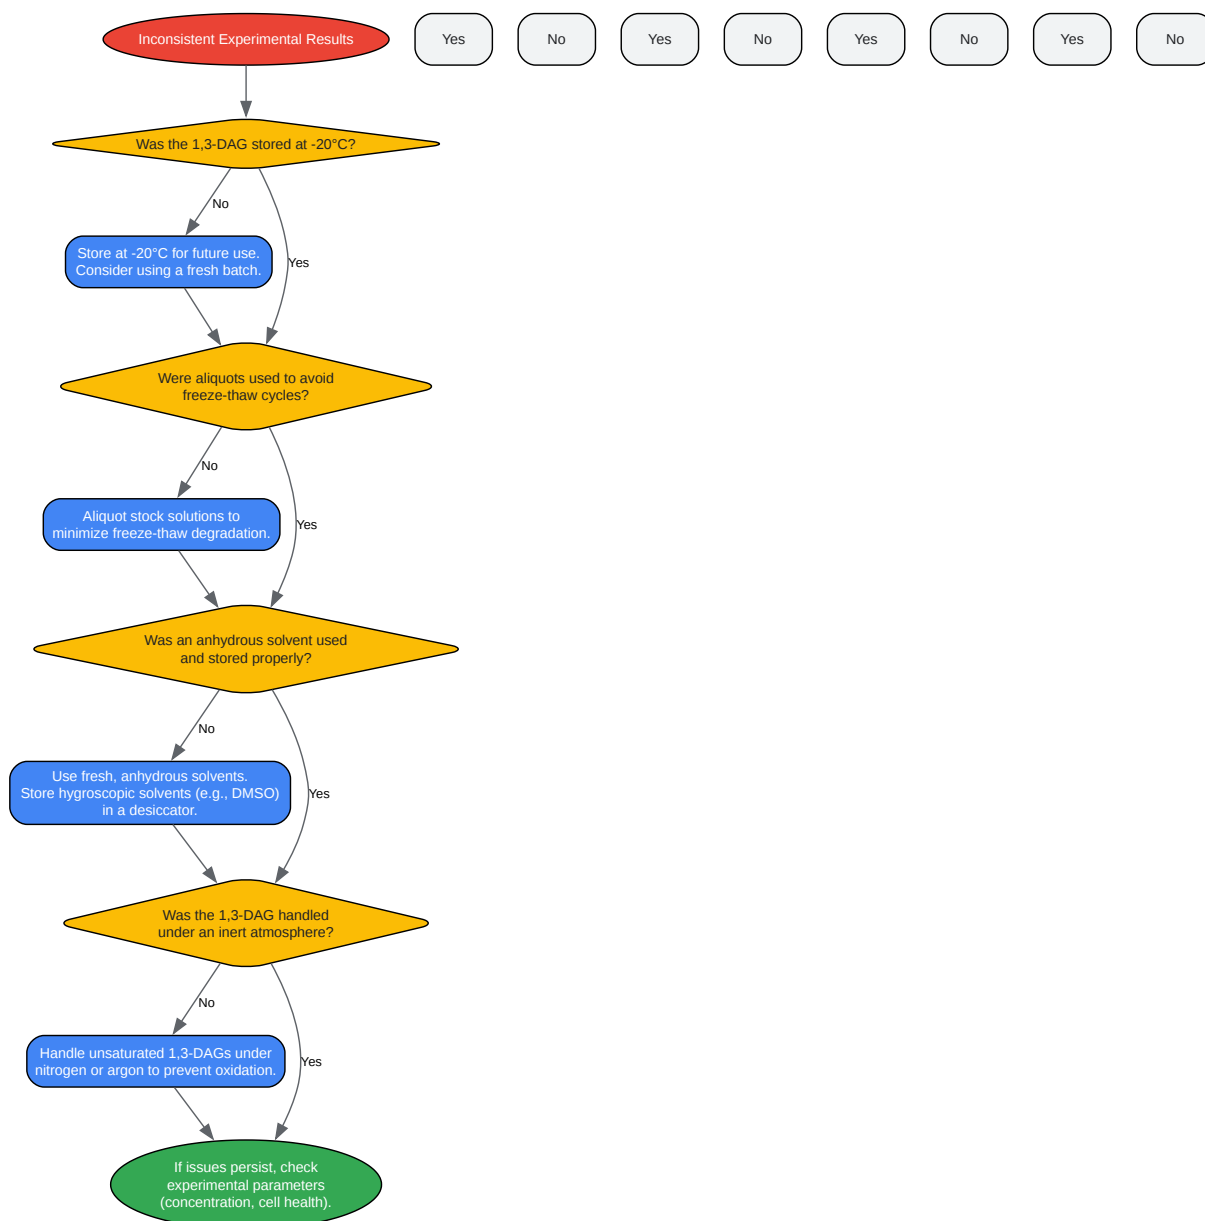 Inconsistent Experimental Results
Yes
No
Yes
No
Yes
No
Yes
No
Was the 1,3-DAG stored at -20°C?
No
Store at -20°C for future use.
Consider using a fresh batch.
Yes
Were aliquots used to avoid
freeze-thaw cycles?
No
Aliquot stock solutions to
minimize freeze-thaw degradation.
Yes
Was an anhydrous solvent used
and stored properly?
No
Use fresh, anhydrous solvents.
Store hygroscopic solvents (e.g., DMSO)
in a desiccator.
Yes
Was the 1,3-DAG handled
under an inert atmosphere?
No
Handle unsaturated 1,3-DAGs under
nitrogen or argon to prevent oxidation.
Yes
If issues persist, check
experimental parameters
(concentration, cell health).